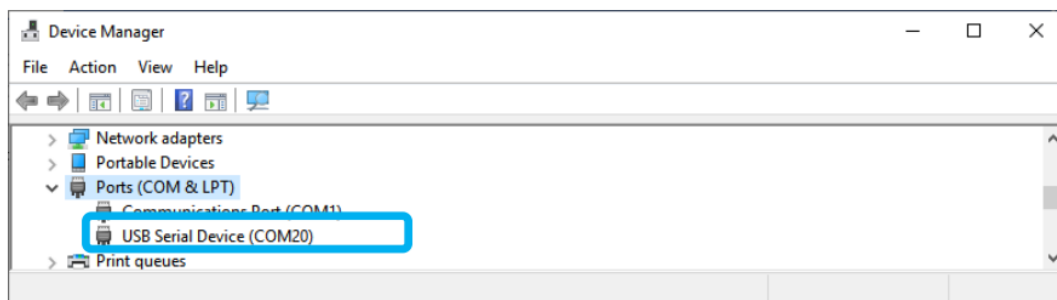 Device Manager
File Action View Help
Network adapters
Portable Devices
Ports (COM & LPT)
Communications Port (COM1)
USB Serial Device (COM20)
Print queues